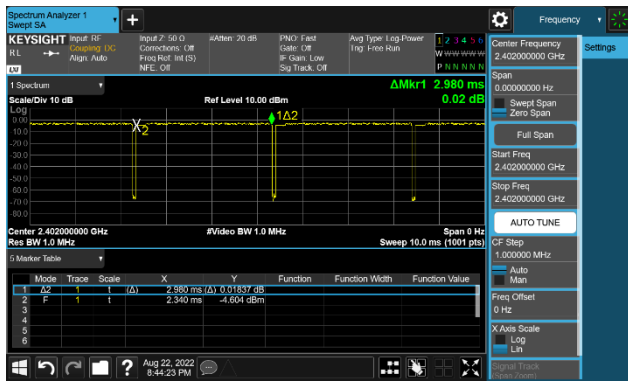 Spectrum Analyzer 1
Swept SA
Frequency
KEYSIGHT
Input: RF
Coupling: DC
Align: Auto
Input Z: 50 Ω
Corrections: Off
Freq Ref: Int (S)
NFE: Off
#Atten: 20 dB
PNO: Fast
Gate: Off
IF Gain: Low
Sig Track: Off
Avg Type: Log-Power
Trig: Free Run
1 2 3 4 5 6
W W W W W W
P N N N N N
RL
LXI
1 Spectrum
ΔMkr1 2.980 ms
0.02 dB
Scale/Div 10 dB
Ref Level 10.00 dBm
Log
0.00
-10.0
-20.0
-30.0
-40.0
-50.0
-60.0
-70.0
-80.0
X2
1Δ2
Center 2.402000000 GHz
#Video BW 1.0 MHz
Span 0 Hz
Res BW 1.0 MHz
Sweep 10.0 ms (1001 pts)
5 Marker Table
Mode Trace Scale X Y Function Function Width Function Value
1 Δ2 1 t (Δ) 2.980 ms (Δ) 0.01837 dB
2 F 1 t 2.340 ms -4.604 dBm
3
4
5
6
Aug 22, 2022
8:44:23 PM
Center Frequency
2.402000000 GHz
Settings
Span
0.00000000 Hz
Swept Span
Zero Span
Full Span
Start Freq
2.402000000 GHz
Stop Freq
2.402000000 GHz
AUTO TUNE
CF Step
1.000000 MHz
Auto
Man
Freq Offset
0 Hz
X Axis Scale
Log
Lin
Signal Track
(Span Zoom)